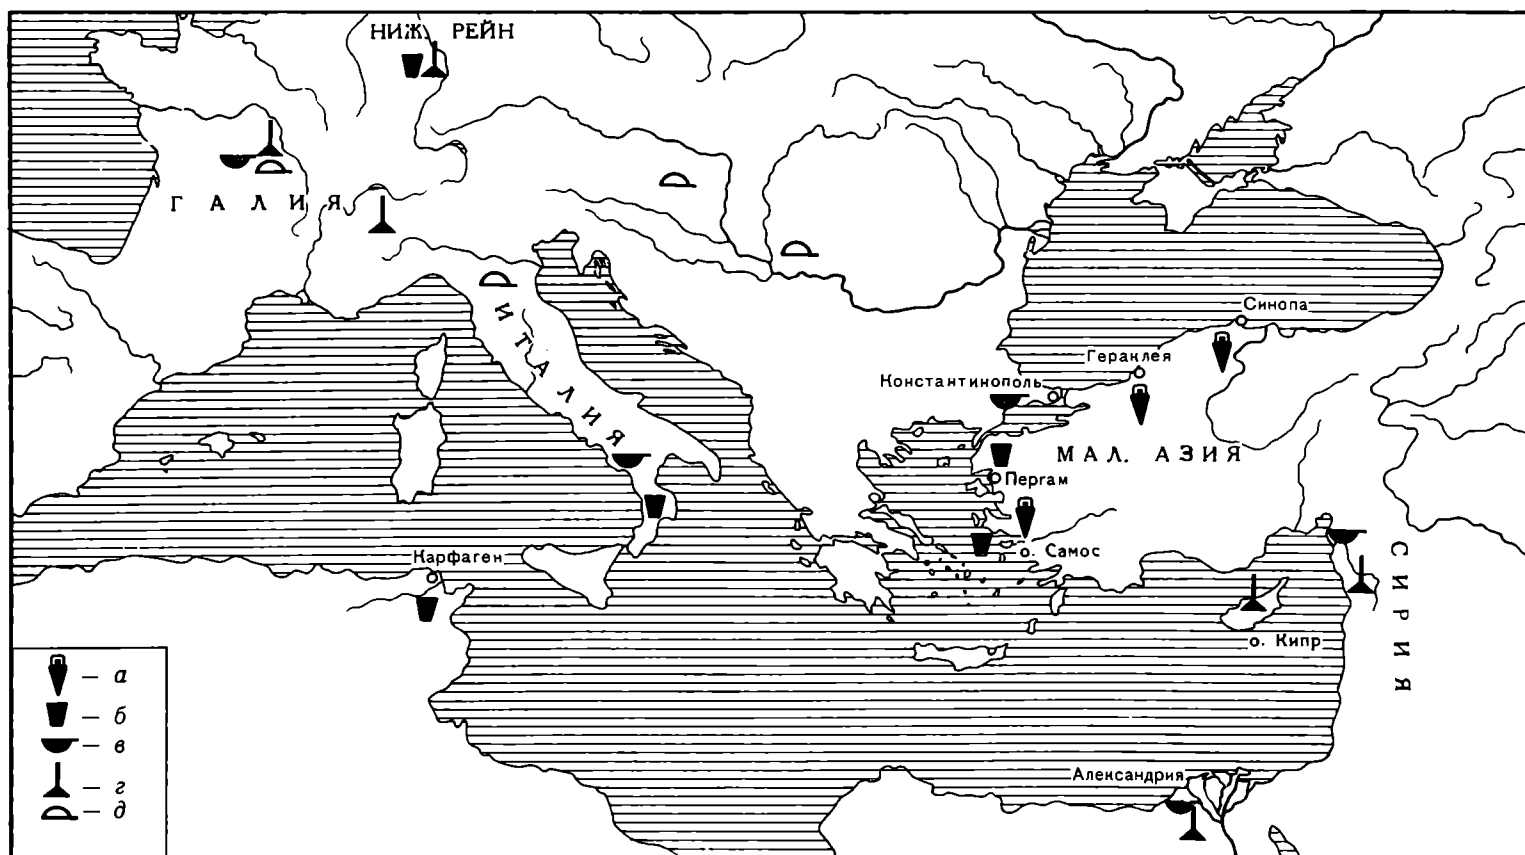 НИЖ. РЕЙН
ГАЛИЯ
ИТАЛИЯ
Синопа
Гераклея
Константинополь
МАЛ. АЗИЯ
Пергам
о. Самос
Карфаген
СИРИЯ
о. Кипр
Александрия
— а
— б
— в
— г
— д